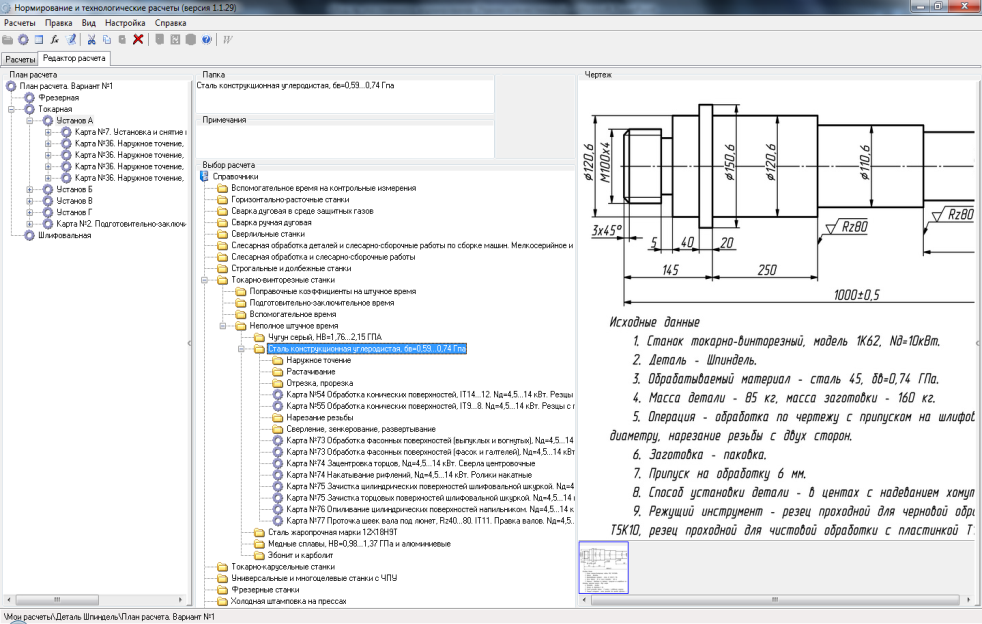 Нормирование и технологические расчеты (версия 1.1.29)
Расчеты Правка Вид Настройка Справка
Расчеты Редактор расчета
План расчета
План расчета. Вариант №1
Фрезерная
Токарная
Установ А
Карта №7. Установка и снятие
Карта №36. Наружное точение,
Карта №36. Наружное точение,
Карта №36. Наружное точение,
Карта №36. Наружное точение,
Установ Б
Установ В
Установ Г
Карта №2. Подготовительно-заключи
Шлифовальная
Папка
Сталь конструкционная углеродистая, бв=0,59...0,74 Гпа
Примечания
Выбор расчета
Справочники
Вспомогательное время на контрольные измерения
Горизонтально-расточные станки
Сварка дуговая в среде защитных газов
Сварка ручная дуговая
Сверлильные станки
Слесарная обработка деталей и слесарно-сборочные работы по сборке машин. Мелкосерийное и
Слесарная обработка и слесарно-сборочные работы
Строгальные и долбежные станки
Токарно-винторезные станки
Поправочные коэффициенты на штучное время
Подготовительно-заключительное время
Вспомогательное время
Неполное штучное время
Чугун серый, НВ=1,76...2,15 ГПА
Сталь конструкционная углеродистая, бв=0,59...0,74 Гпа
Наружное точение
Растачивание
Отрезка, прорезка
Карта №54 Обработка конических поверхностей, IT14...12. Nд=4,5...14 кВт. Резцы
Карта №55 Обработка конических поверхностей, IT9...8. Nд=4,5...14 кВт. Резцы с г
Нарезание резьбы
Сверление, зенкерование, развертывание
Карта №73 Обработка фасонных поверхностей (выпуклых и вогнутых), Nд=4,5...14
Карта №73 Обработка фасонных поверхностей (фасок и галтелей), Nд=4,5...14 кВт
Карта №74 Зацентровка торцов, Nд=4,5...14 кВт. Сверла центровочные
Карта №74 Накатывание рифлений, Nд=4,5...14 кВт. Ролики накатные
Карта №75 Зачистка цилиндрических поверхностей шлифовальной шкуркой. Nд=4
Карта №75 Зачистка торцовых поверхностей шлифовальной шкуркой. Nд=4,5...14
Карта №76 Опиливание цилиндрических поверхностей напильником. Nд=4,5...14 к
Карта №77 Проточка шеек вала под люнет, Rz40...80. IT11. Правка валов. Nд=4,5...
Сталь жаропрочная марки 12Х18Н9Т
Медные сплавы, НВ=0,98...1,37 ГПа и алюминиевые
Эбонит и карболит
Токарно-карусельные станки
Универсальные и многоцелевые станки с ЧПУ
Фрезерные станки
Холодная штамповка на прессах
Чертеж
ø120,6
М100х4
ø150,6
ø120,6
ø110,6
Rz80
Rz80
3х45°
5
40
20
145
250
1000±0,5
Исходные данные
1. Станок токарно-винторезный, модель 1К62, Nд=10кВт.
2. Деталь - Шпиндель.
3. Обрабатываемый материал - сталь 45, бв=0,74 ГПа.
4. Масса детали - 85 кг, масса заготовки - 160 кг.
5. Операция - обработка по чертежу с припуском на шлифов
диаметру, нарезание резьбы с двух сторон.
6. Заготовка - паковка.
7. Припуск на обработку 6 мм.
8. Способ установки детали - в центах с надеванием хомут
9. Режущий инструмент - резец проходной для черновой обра
Т5К10, резец проходной для чистовой обработки с пластинкой Т
\Мои расчеты\Деталь Шпиндель\План расчета. Вариант №1